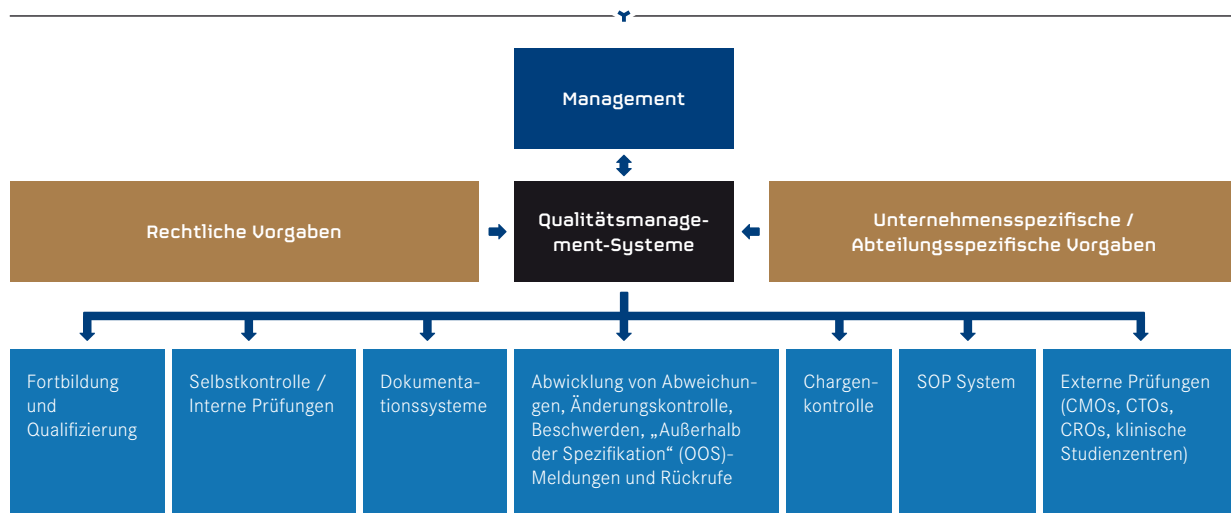 Management
Rechtliche Vorgaben
Qualitätsmanage-
ment-Systeme
Unternehmensspezifische /
Abteilungsspezifische Vorgaben
Fortbildung
und
Qualifizierung
Selbstkontrolle /
Interne Prüfungen
Dokumenta-
tionssysteme
Abwicklung von Abweichun-
gen, Änderungskontrolle,
Beschwerden, „Außerhalb
der Spezifikation“ (OOS)-
Meldungen und Rückrufe
Chargen-
kontrolle
SOP System
Externe Prüfungen
(CMOs, CTOs,
CROs, klinische
Studienzentren)